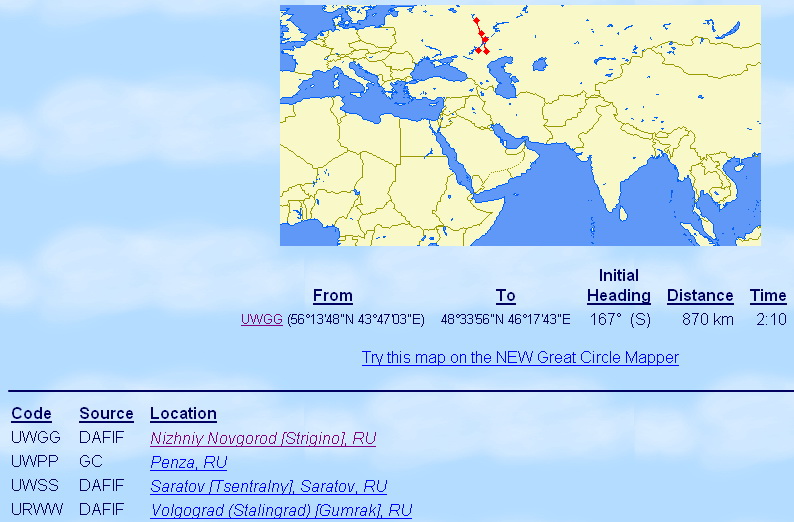 Initial
From To Heading Distance Time
UWGG (56°13'48"N 43°47'03"E) 48°33'56"N 46°17'43"E 167° (S) 870 km 2:10
Try this map on the NEW Great Circle Mapper
Code Source Location
UWGG DAFIF Nizhniy Novgorod [Strigino], RU
UWPP GC Penza, RU
UWSS DAFIF Saratov [Tsentralny], Saratov, RU
URWW DAFIF Volgograd (Stalingrad) [Gumrak], RU